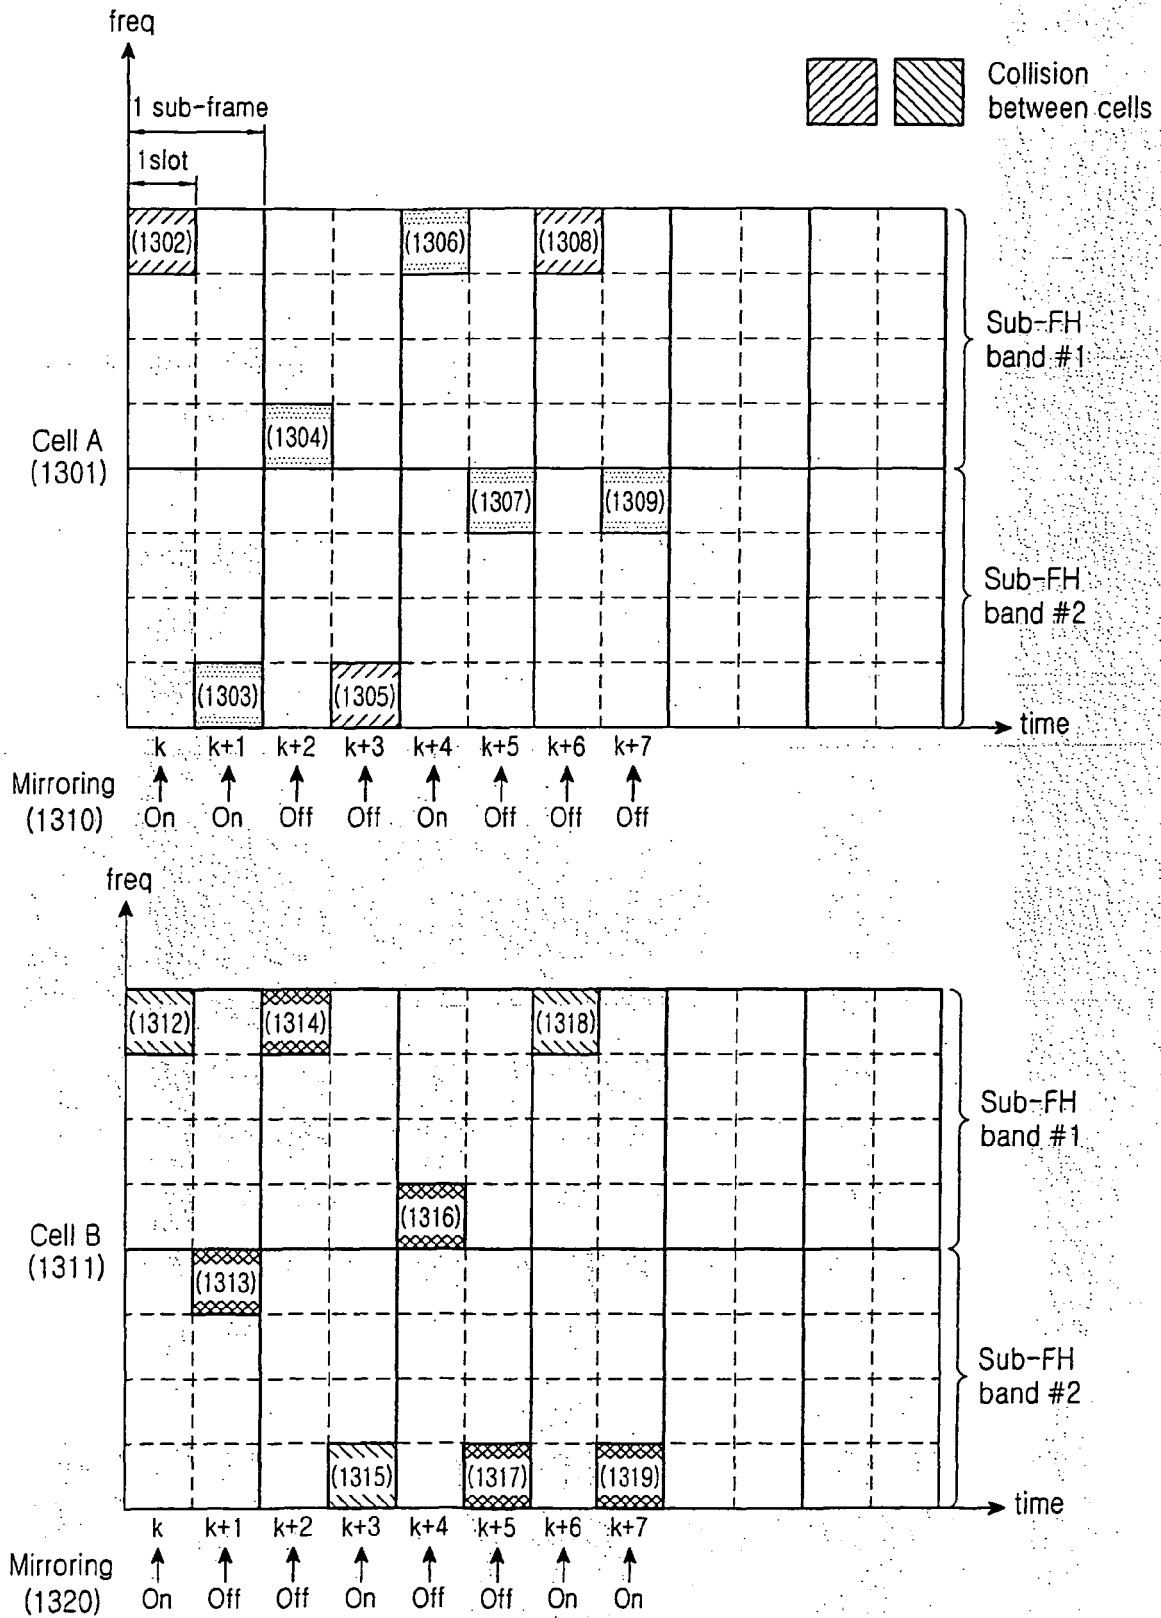 freq
1 sub-frame
1slot
Collision
between cells
(1302)
(1306)
(1308)
Sub-FH
band #1
(1304)
Cell A
(1301)
(1307)
(1309)
Sub-FH
band #2
(1303)
(1305)
time
k k+1 k+2 k+3 k+4 k+5 k+6 k+7
Mirroring
(1310)
On On Off Off On Off Off Off
freq
(1312)
(1314)
(1318)
Sub-FH
band #1
(1316)
Cell B
(1311)
(1313)
Sub-FH
band #2
(1315)
(1317)
(1319)
time
k k+1 k+2 k+3 k+4 k+5 k+6 k+7
Mirroring
(1320)
On Off Off On Off Off On On